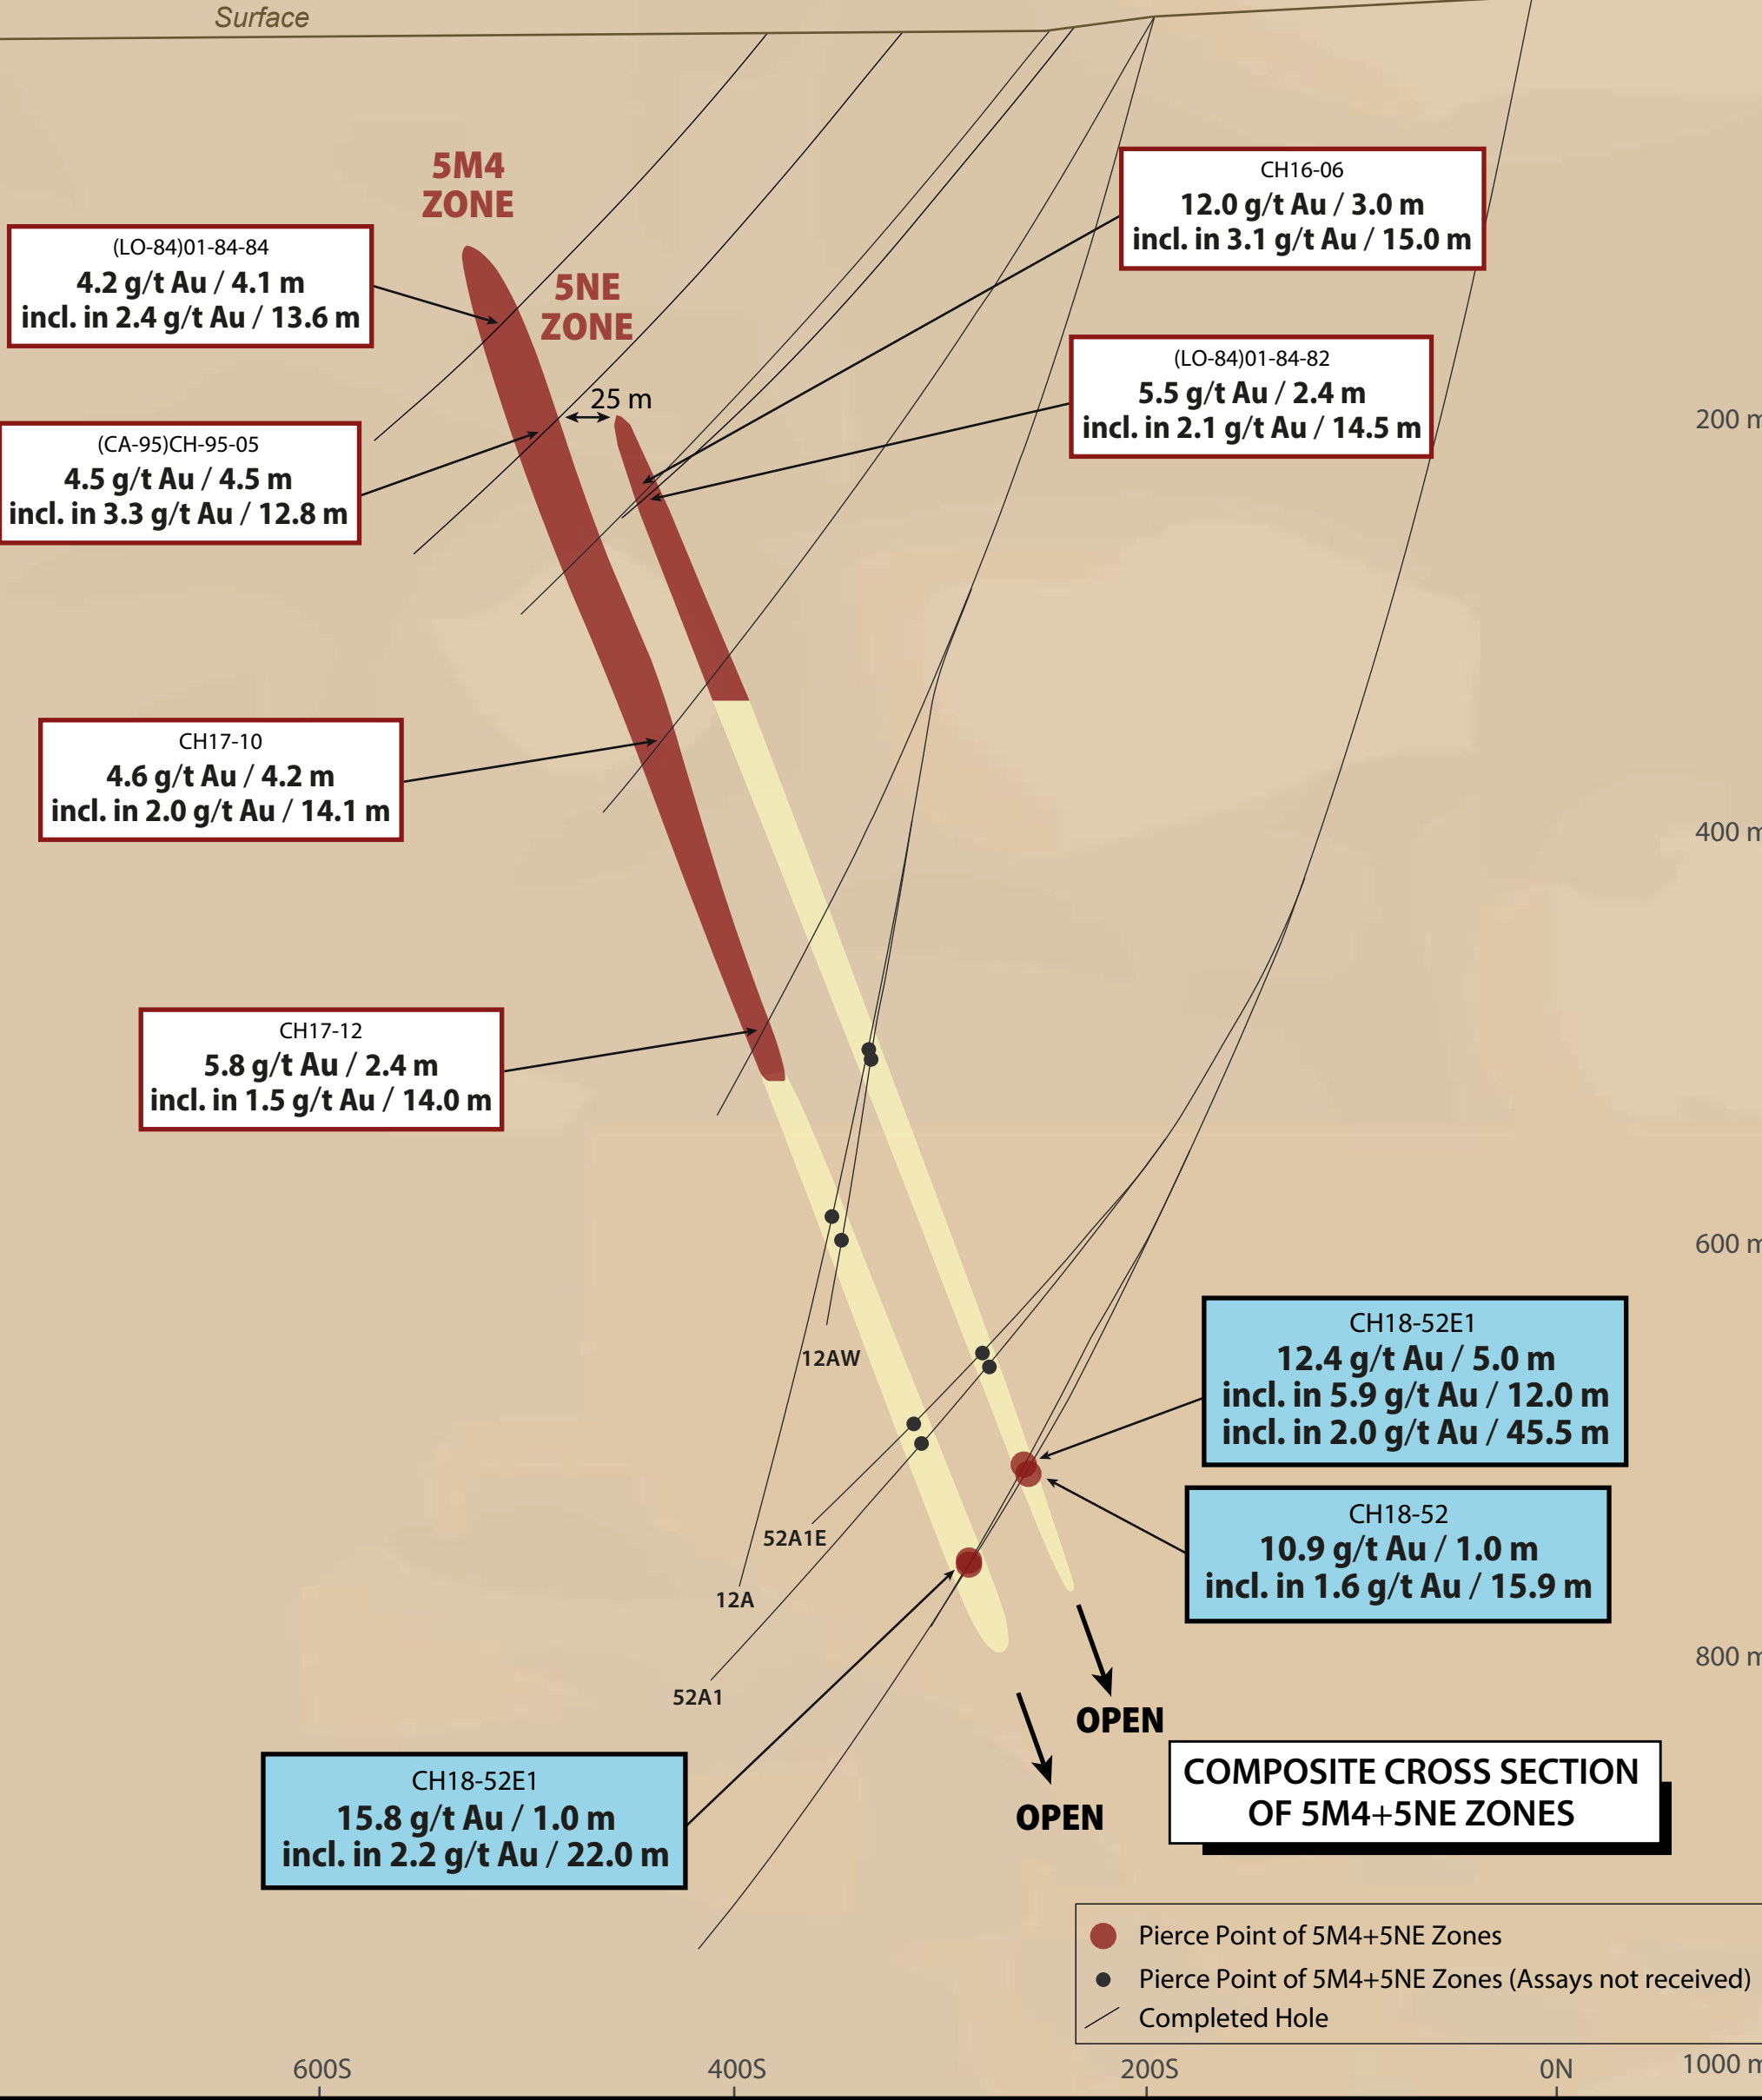 Surface
5M4
ZONE
CH16-06
12.0 g/t Au / 3.0 m
incl. in 3.1 g/t Au / 15.0 m
(LO-84)01-84-84
4.2 g/t Au / 4.1 m
incl. in 2.4 g/t Au / 13.6 m
5NE
ZONE
(LO-84)01-84-82
5.5 g/t Au / 2.4 m
incl. in 2.1 g/t Au / 14.5 m
25 m
200 m
(CA-95)CH-95-05
4.5 g/t Au / 4.5 m
incl. in 3.3 g/t Au / 12.8 m
CH17-10
4.6 g/t Au / 4.2 m
incl. in 2.0 g/t Au / 14.1 m
400 m
CH17-12
5.8 g/t Au / 2.4 m
incl. in 1.5 g/t Au / 14.0 m
600 m
12AW
CH18-52E1
12.4 g/t Au / 5.0 m
incl. in 5.9 g/t Au / 12.0 m
incl. in 2.0 g/t Au / 45.5 m
CH18-52
10.9 g/t Au / 1.0 m
incl. in 1.6 g/t Au / 15.9 m
52A1E
12A
800 m
52A1
OPEN
OPEN
CH18-52E1
15.8 g/t Au / 1.0 m
incl. in 2.2 g/t Au / 22.0 m
COMPOSITE CROSS SECTION
OF 5M4+5NE ZONES
Pierce Point of 5M4+5NE Zones
Pierce Point of 5M4+5NE Zones (Assays not received)
Completed Hole
600S
400S
200S
0N
1000 m